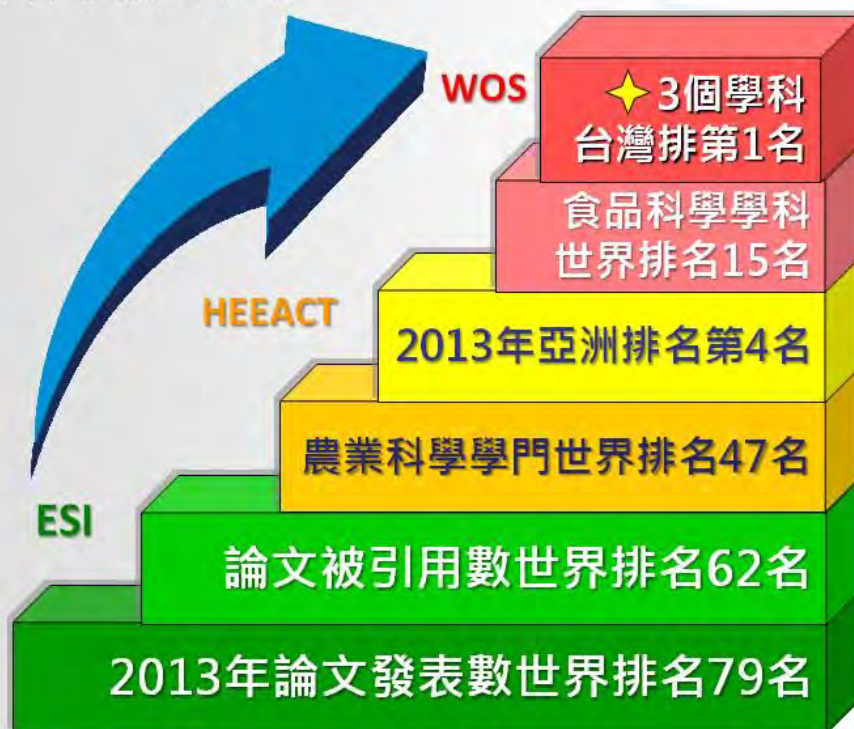 WOS
3個學科
台灣排第1名
食品科學學科
世界排名15名
HEEACT
2013年亞洲排名第4名
農業科學學門世界排名47名
ESI
論文被引用數世界排名62名
2013年論文發表數世界排名79名